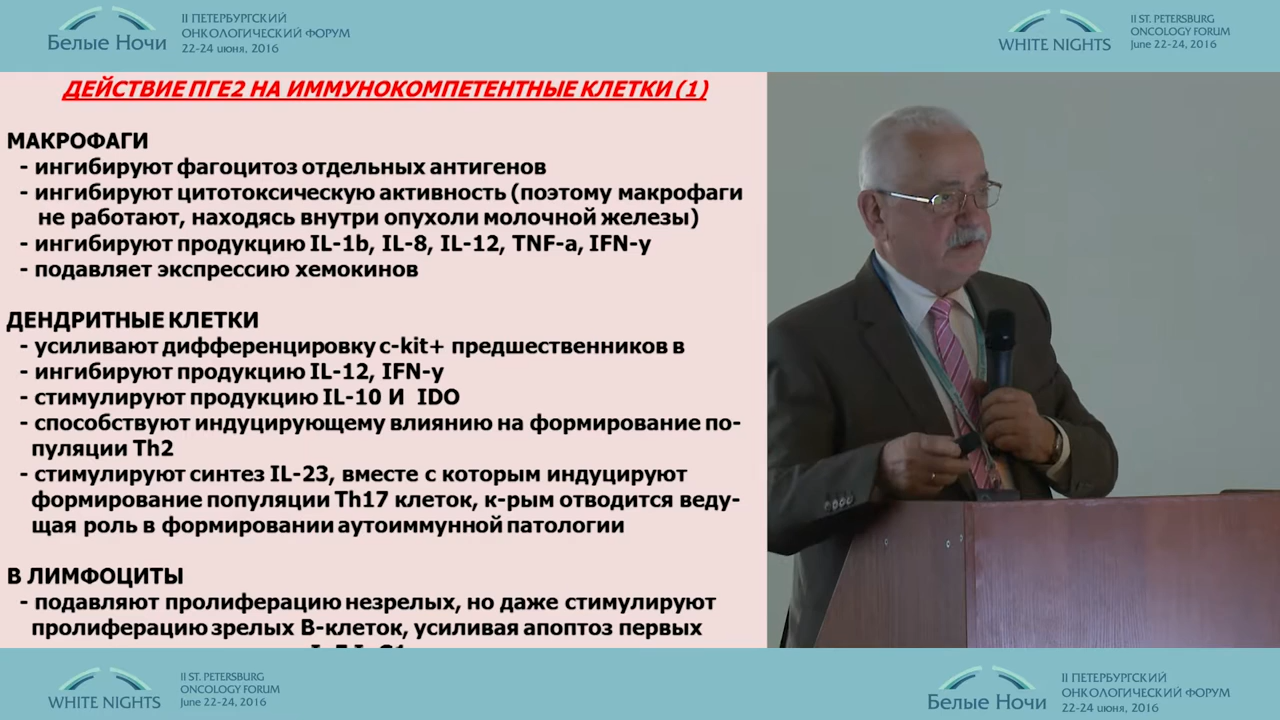 Белые Ночи
II ПЕТЕРБУРГСКИЙ
ОНКОЛОГИЧЕСКИЙ ФОРУМ
22-24 июня, 2016
WHITE NIGHTS
II ST. PETERSBURG
ONCOLOGY FORUM
June 22-24, 2016
ДЕЙСТВИЕ ПГЕ2 НА ИММУНОКОМПЕТЕНТНЫЕ КЛЕТКИ (1)
МАКРОФАГИ
- ингибируют фагоцитоз отдельных антигенов
- ингибируют цитотоксическую активность (поэтому макрофаги
не работают, находясь внутри опухоли молочной железы)
- ингибируют продукцию IL-1b, IL-8, IL-12, TNF-a, IFN-y
- подавляет экспрессию хемокинов
ДЕНДРИТНЫЕ КЛЕТКИ
- усиливают дифференцировку c-kit+ предшественников в
- ингибируют продукцию IL-12, IFN-y
- стимулируют продукцию IL-10 И IDO
- способствуют индуцирующему влиянию на формирование по-
пуляции Th2
- стимулируют синтез IL-23, вместе с которым индуцируют
формирование популяции Th17 клеток, к-рым отводится веду-
щая роль в формировании аутоиммунной патологии
В ЛИМФОЦИТЫ
- подавляют пролиферацию незрелых, но даже стимулируют
пролиферацию зрелых В-клеток, усиливая апоптоз первых
WHITE NIGHTS
II ST. PETERSBURG
ONCOLOGY FORUM
June 22-24, 2016
Белые Ночи
II ПЕТЕРБУРГСКИЙ
ОНКОЛОГИЧЕСКИЙ ФОРУМ
22-24 июня, 2016